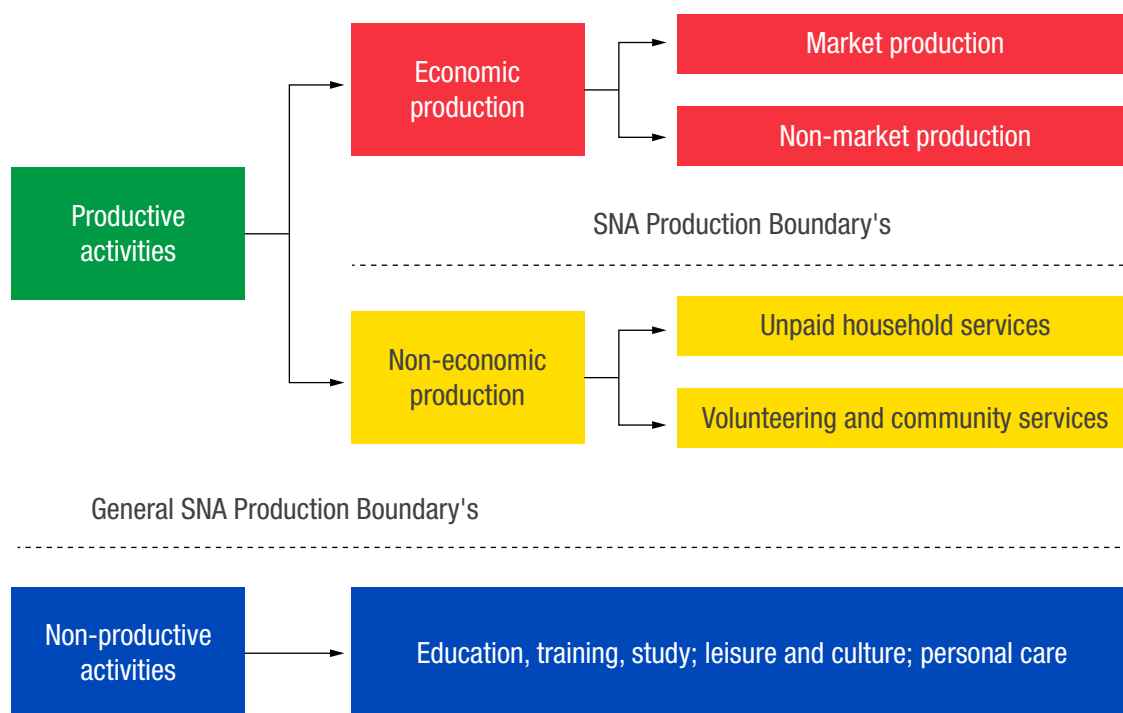 Market production
Economic
production
Non-market production
Productive
activities
SNA Production Boundary's
Unpaid household services
Non-economic
production
Volunteering and community services
General SNA Production Boundary's
Non-productive
activities
Education, training, study; leisure and culture; personal care